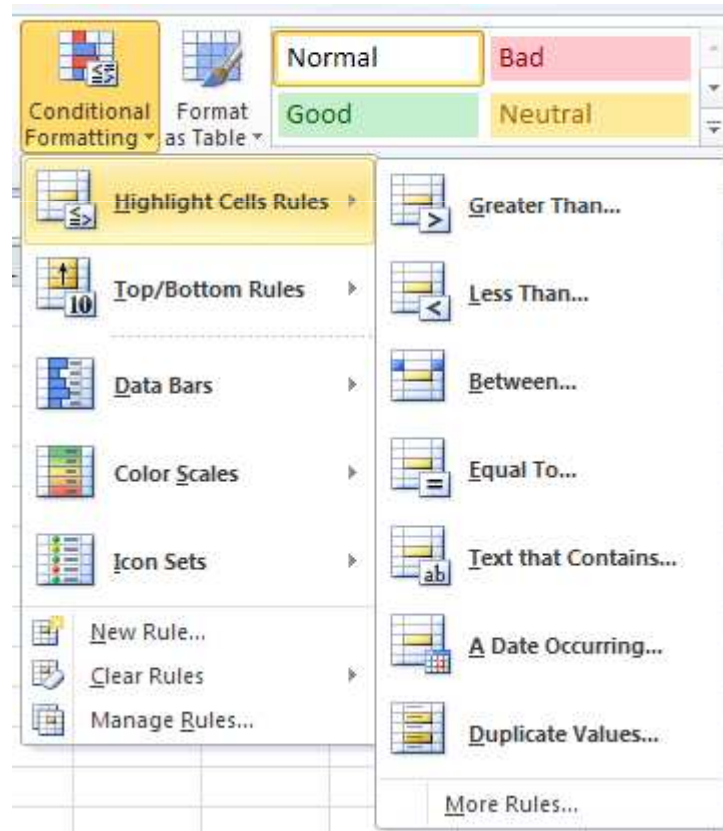 Normal
Bad
Conditional Formatting
Format as Table
Good
Neutral
Highlight Cells Rules
Top/Bottom Rules
Data Bars
Color Scales
Icon Sets
New Rule...
Clear Rules
Manage Rules...
Greater Than...
Less Than...
Between...
Equal To...
Text that Contains...
A Date Occurring...
Duplicate Values...
More Rules...